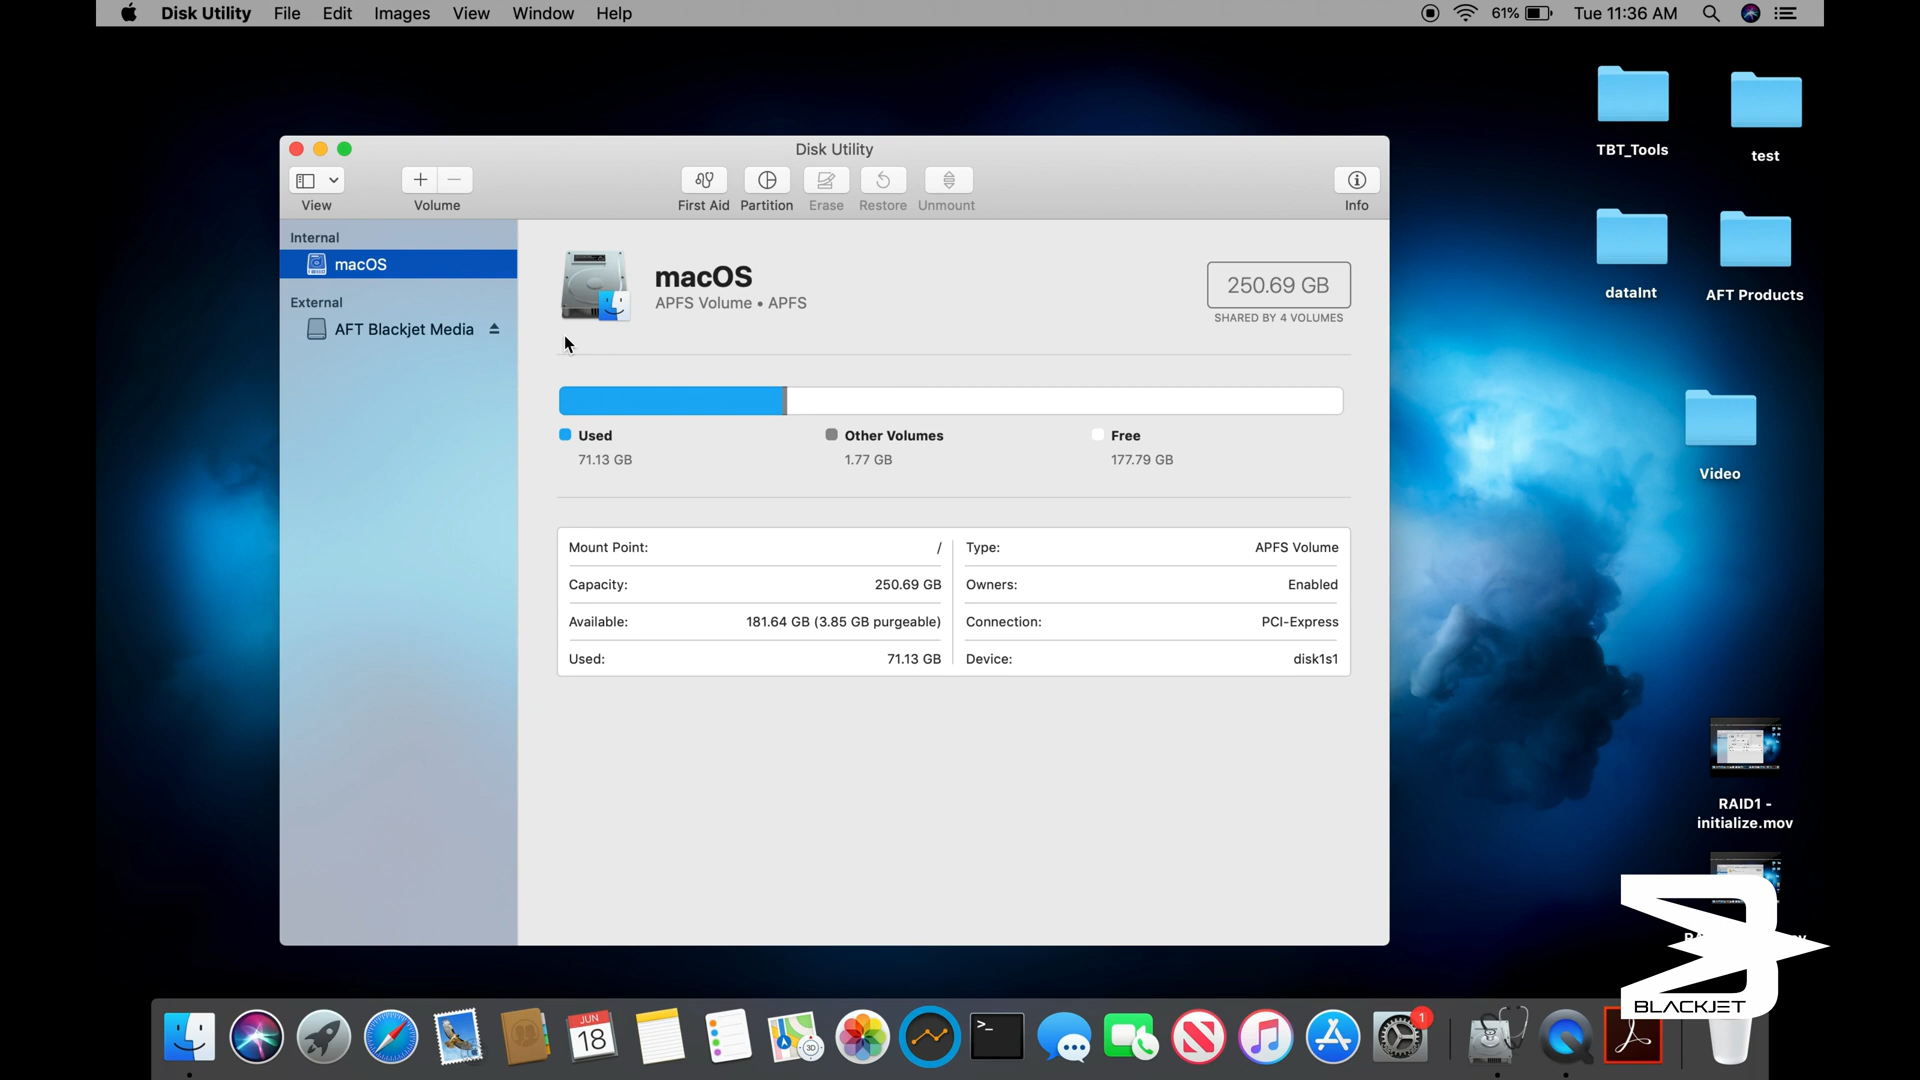 Disk Utility File Edit Images View Window Help
61% Tue 11:36 AM
Disk Utility
View
Volume
First Aid
Partition
Erase
Restore
Unmount
Info
Internal
macOS
External
AFT Blackjet Media
macOS
APFS Volume • APFS
250.69 GB
SHARED BY 4 VOLUMES
Used
71.13 GB
Other Volumes
1.77 GB
Free
177.79 GB
Mount Point: /
Capacity: 250.69 GB
Available: 181.64 GB (3.85 GB purgeable)
Used: 71.13 GB
Type: APFS Volume
Owners: Enabled
Connection: PCI-Express
Device: disk1s1
TBT_Tools
test
dataInt
AFT Products
Video
RAID1 -
initialize.mov
BLACKJET
JUN
18
3D
1